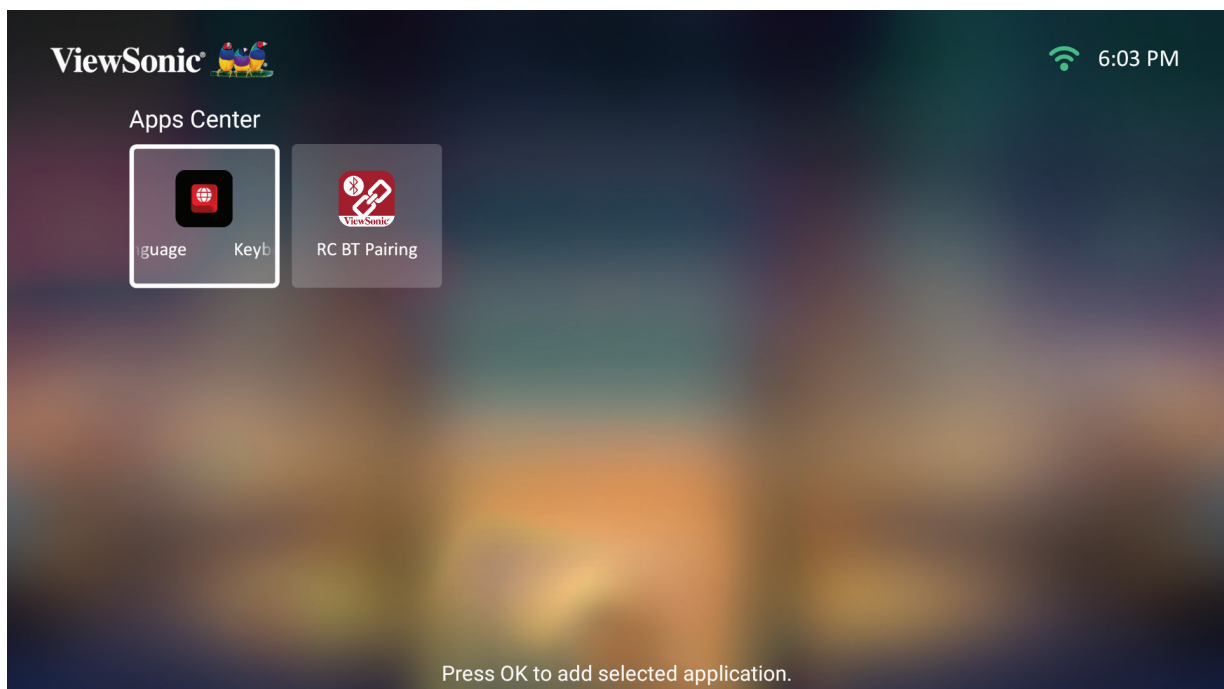 ViewSonic
6:03 PM
Apps Center
guage Keyb
ViewSonic
RC BT Pairing
Press OK to add selected application.